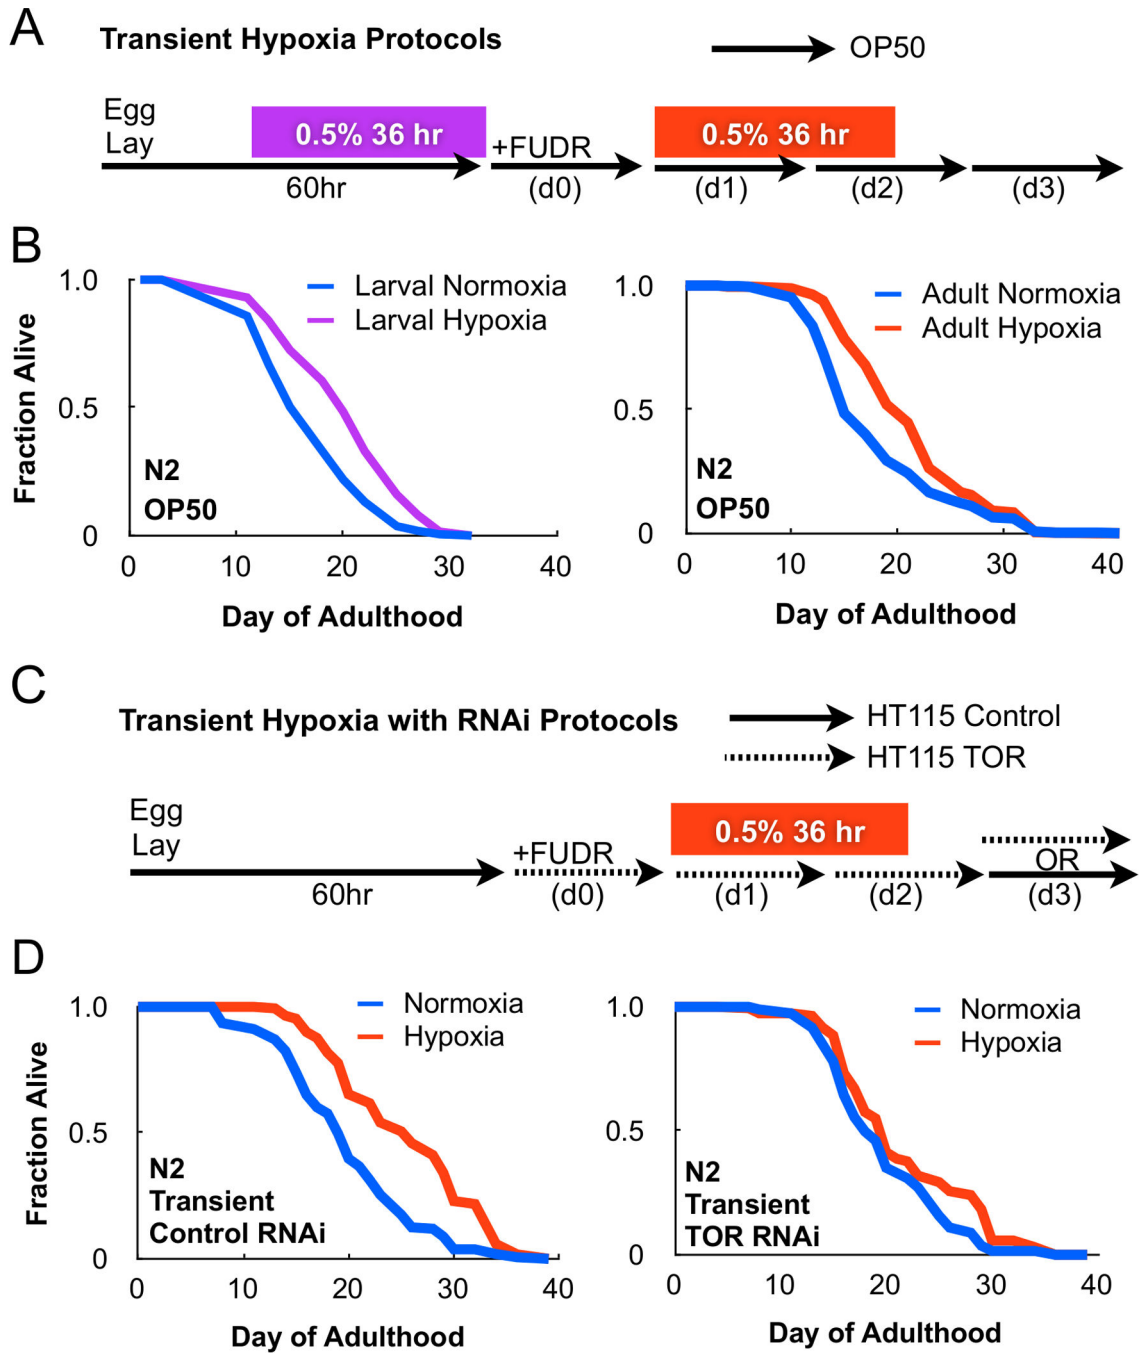 A
Transient Hypoxia Protocols
OP50
Egg
Lay
0.5% 36 hr
+FUDR
0.5% 36 hr
60hr
(d0)
(d1)
(d2)
(d3)
B
Fraction Alive
1.0
0.5
0
Larval Normoxia
Larval Hypoxia
N2
OP50
0 10 20 30 40
Day of Adulthood
1.0
0.5
0
Adult Normoxia
Adult Hypoxia
N2
OP50
0 10 20 30 40
Day of Adulthood
C
Transient Hypoxia with RNAi Protocols
HT115 Control
HT115 TOR
Egg
Lay
+FUDR
0.5% 36 hr
OR
60hr
(d0)
(d1)
(d2)
(d3)
D
Fraction Alive
1.0
0.5
0
Normoxia
Hypoxia
N2
Transient
Control RNAi
0 10 20 30 40
Day of Adulthood
1.0
0.5
0
Normoxia
Hypoxia
N2
Transient
TOR RNAi
0 10 20 30 40
Day of Adulthood